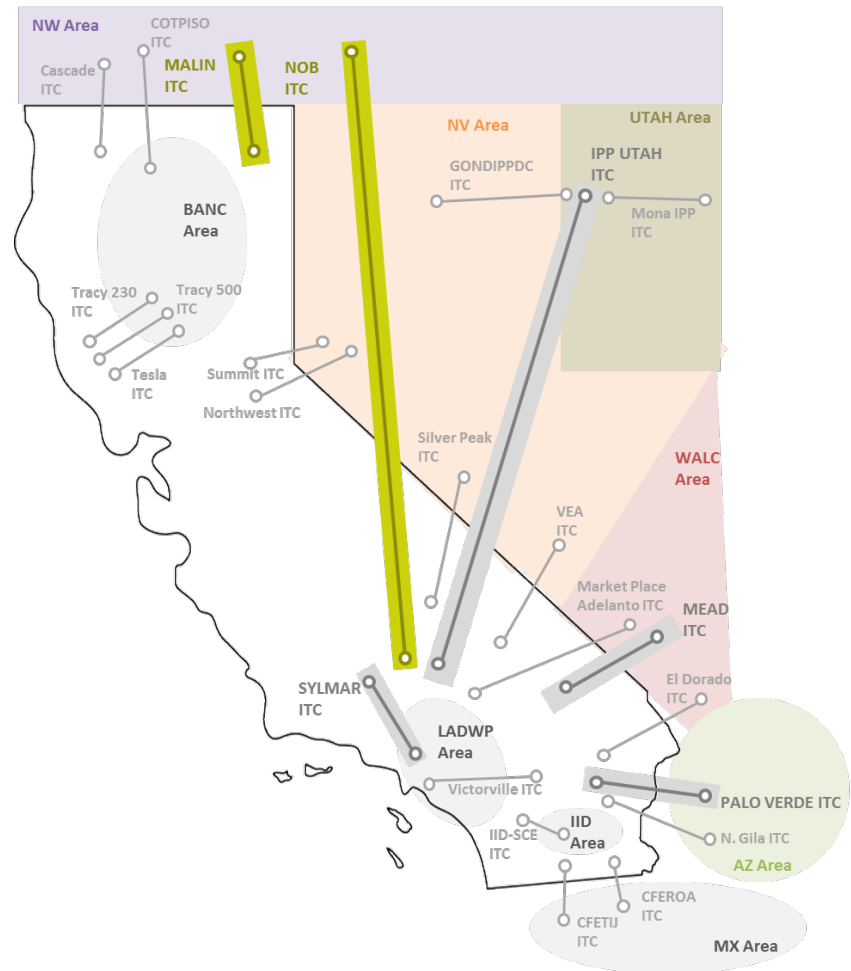 NW Area
COTPISO
ITC
Cascade
ITC
MALIN
ITC
NOB
ITC
NV Area
UTAH Area
GONDIPPDC
ITC
IPP UTAH
ITC
Mona IPP
ITC
BANC
Area
Tracy 230
ITC
Tracy 500
ITC
Tesla
ITC
Summit ITC
Northwest ITC
Silver Peak
ITC
WALC
Area
VEA
ITC
Market Place
Adelanto ITC
MEAD
ITC
El Dorado
ITC
SYLMAR
ITC
LADWP
Area
Victorville ITC
PALO VERDE ITC
IID-SCE
ITC
IID
Area
N. Gila ITC
AZ Area
CFEROA
ITC
CFETIJ
ITC
MX Area